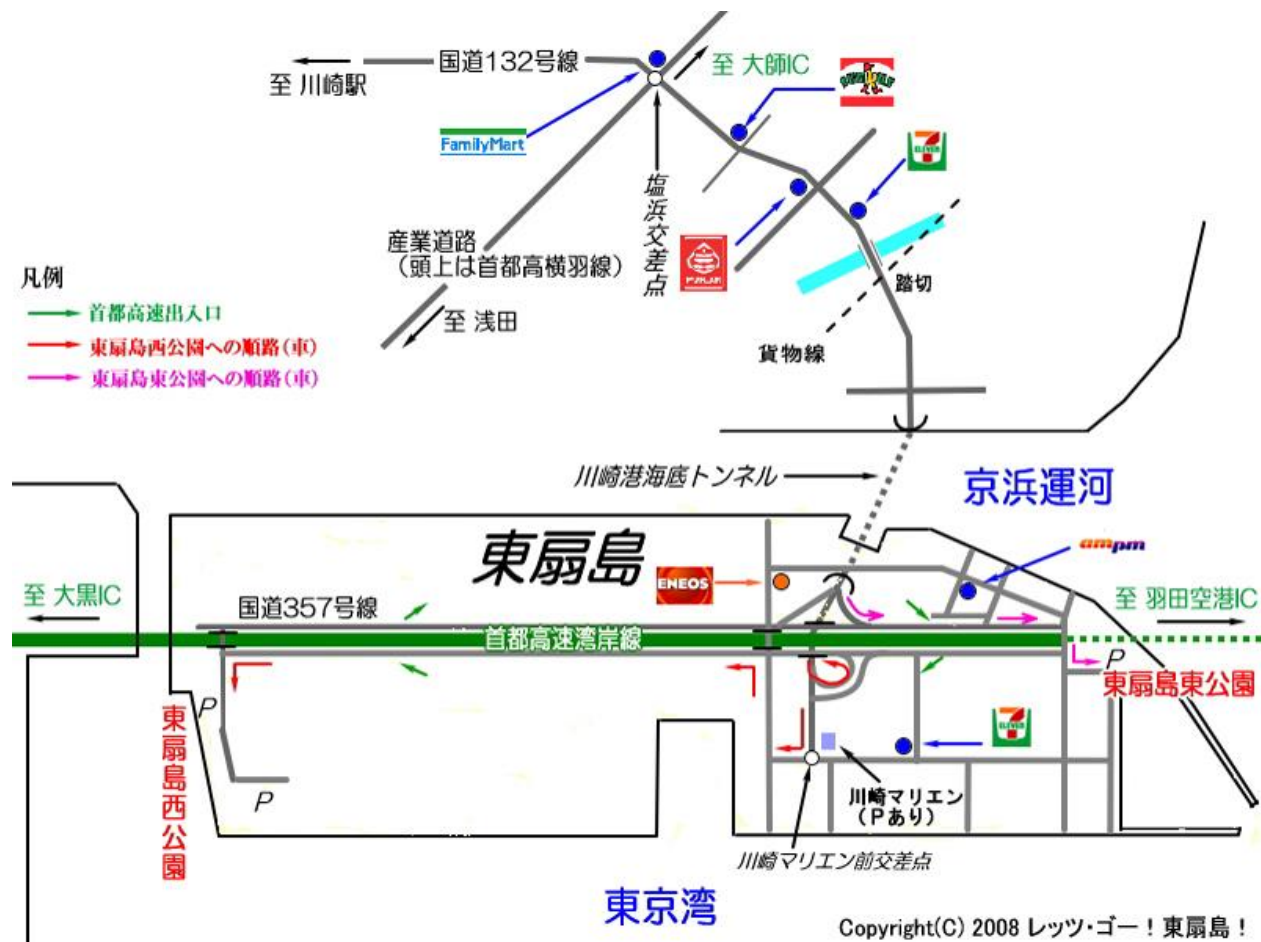 国道132号線
至 川崎駅
至 大師IC
FamilyMart
塩浜交差点
ELEVEN
産業道路
（頭上は首都高横羽線）
至 浅田
踏切
貨物線
凡例
首都高速出入口
東扇島西公園への順路（車）
東扇島東公園への順路（車）
川崎港海底トンネル
京浜運河
東扇島
ampm
ENEOS
至 大黒IC
国道357号線
至 羽田空港IC
首都高速湾岸線
P
東扇島東公園
P
東扇島西公園
P
7
ELEVEN
川崎マリエン
（Pあり）
川崎マリエン前交差点
東京湾
Copyright(C) 2008 レッツ・ゴー！東扇島！